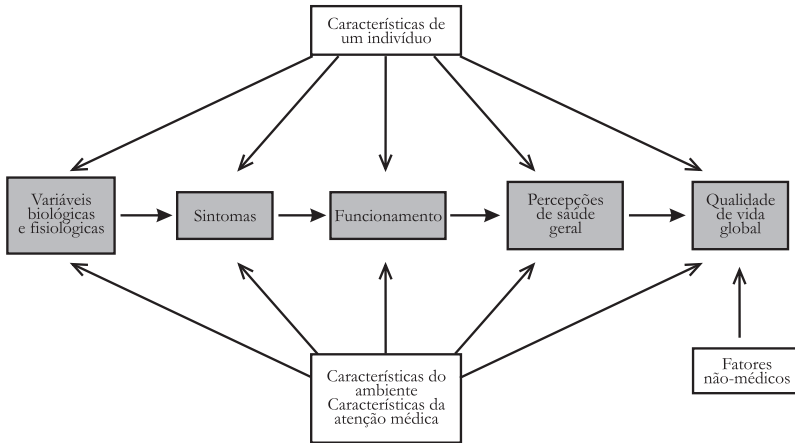 Características de
um indivíduo
Variáveis
biológicas
e fisiológicas
Sintomas
Funcionamento
Percepções
de saúde
geral
Qualidade
de vida
global
Características do
ambiente
Características da
atenção médica
Fatores
não-médicos